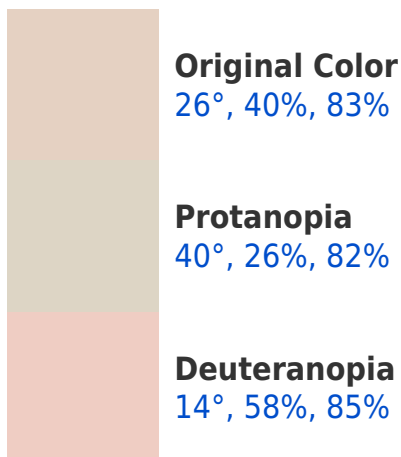 Original Color
26°, 40%, 83%
Protanopia
40°, 26%, 82%
Deuteranopia
14°, 58%, 85%